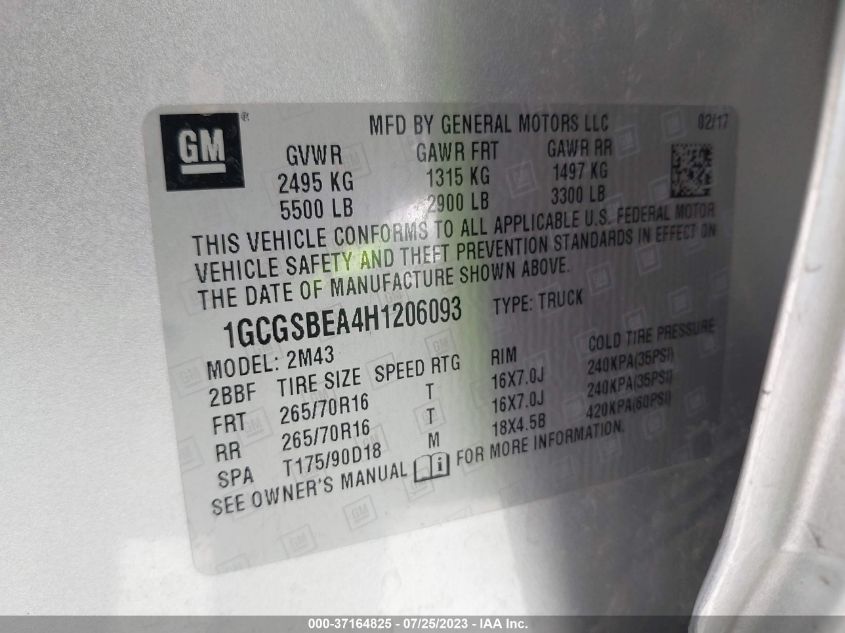 GM ® MFD BY GENERAL MOTORS LLC 02/17
GVWR GAWR FRT GAWR RR
2495 KG 1315 KG 1497 KG
5500 LB 2900 LB 3300 LB
THIS VEHICLE CONFORMS TO ALL APPLICABLE U.S. FEDERAL MOTOR
VEHICLE SAFETY AND THEFT PREVENTION STANDARDS IN EFFECT ON
THE DATE OF MANUFACTURE SHOWN ABOVE.
1GCGSBEA4H1206093 TYPE: TRUCK
MODEL: 2M43
2BBF TIRE SIZE SPEED RTG RIM COLD TIRE PRESSURE
FRT 265/70R16 T 16X7.0J 240KPA(35PSI)
RR 265/70R16 T 16X7.0J 240KPA(35PSI)
SPA T175/90D18 M 18X4.5B 420KPA(60PSI)
SEE OWNER'S MANUAL FOR MORE INFORMATION.
000-37164825 - 07/25/2023 - IAA Inc.